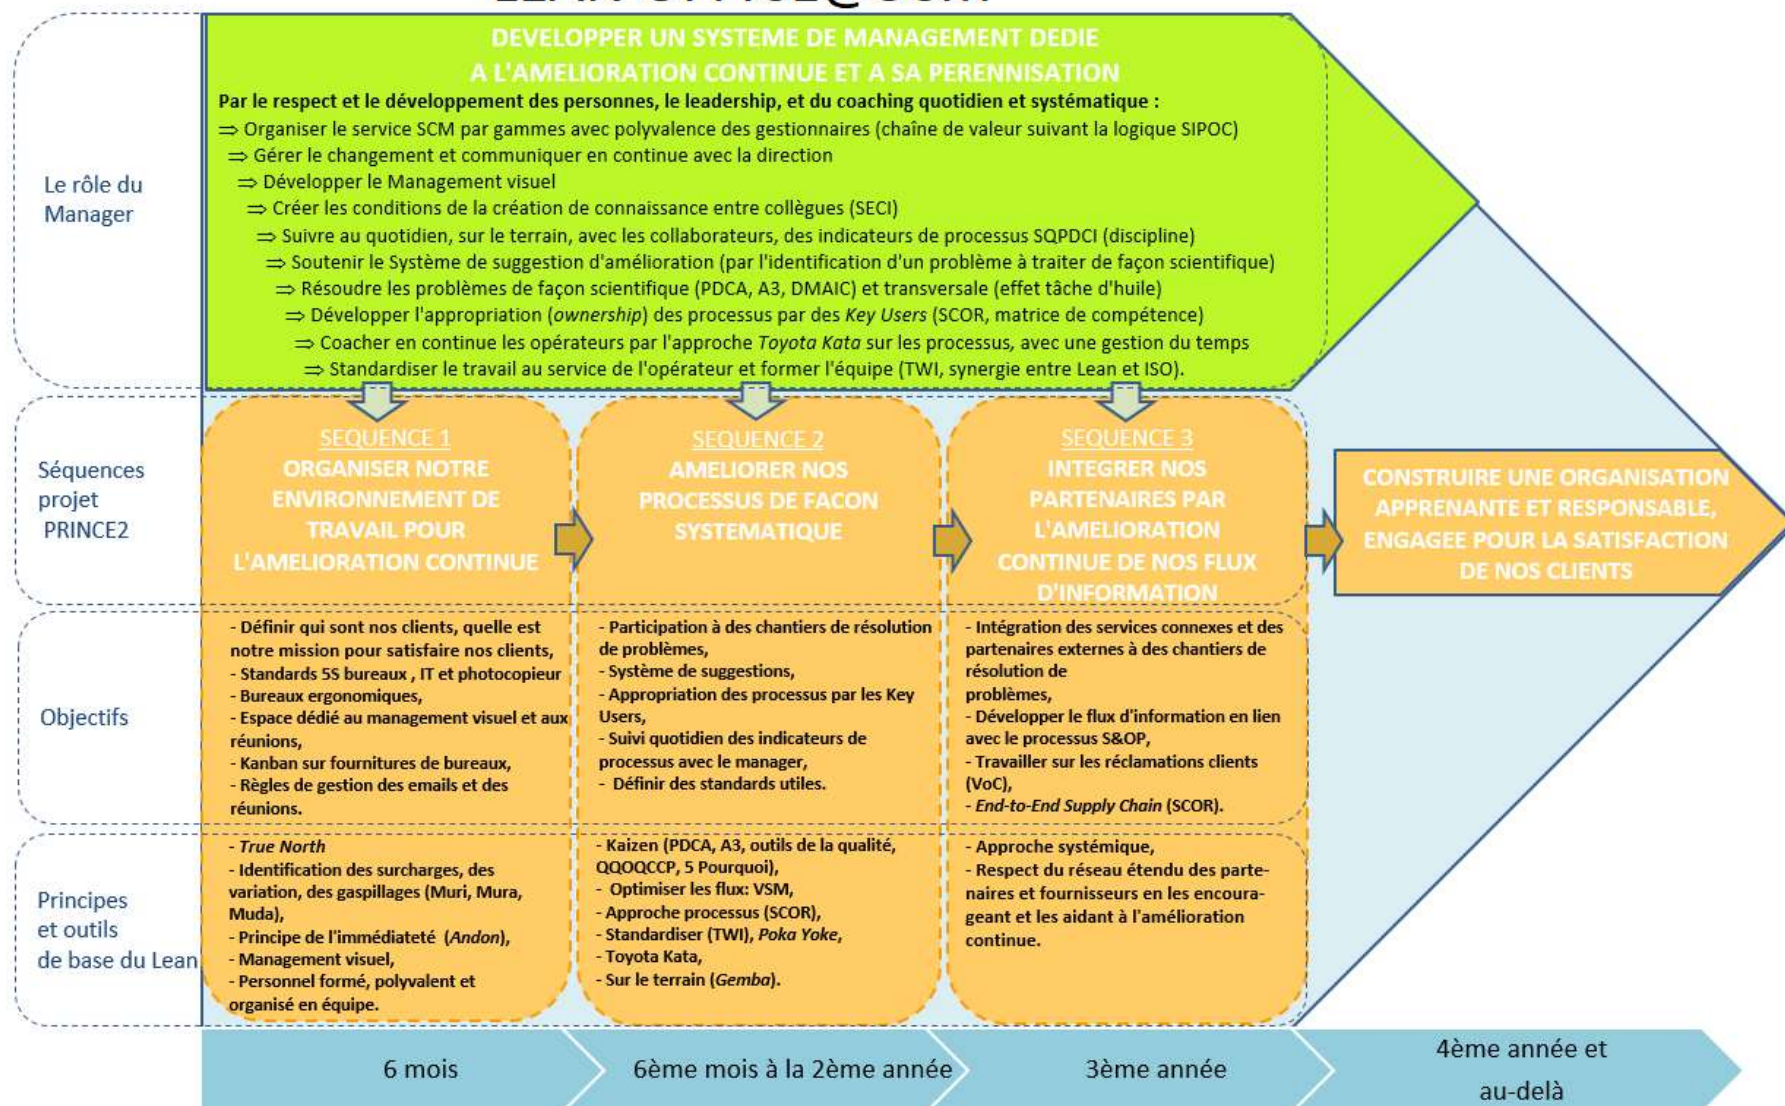 DEVELOPPER UN SYSTEME DE MANAGEMENT DEDIE
A L'AMELIORATION CONTINUE ET A SA PERENNISATION
Par le respect et le développement des personnes, le leadership, et du coaching quotidien et systématique :
⇒ Organiser le service SCM par gammes avec polyvalence des gestionnaires (chaîne de valeur suivant la logique SIPOC)
⇒ Gérer le changement et communiquer en continue avec la direction
⇒ Développer le Management visuel
⇒ Créer les conditions de la création de connaissance entre collègues (SECI)
⇒ Suivre au quotidien, sur le terrain, avec les collaborateurs, des indicateurs de processus SQPDCI (discipline)
⇒ Soutenir le Système de suggestion d'amélioration (par l'identification d'un problème à traiter de façon scientifique)
⇒ Résoudre les problèmes de façon scientifique (PDCA, A3, DMAIC) et transversale (effet tâche d'huile)
⇒ Développer l'appropriation (ownership) des processus par des Key Users (SCOR, matrice de compétence)
⇒ Coacher en continue les opérateurs par l'approche Toyota Kata sur les processus, avec une gestion du temps
⇒ Standardiser le travail au service de l'opérateur et former l'équipe (TWI, synergie entre Lean et ISO).
Le rôle du
Manager
Séquences
projet
PRINCE2
SEQUENCE 1
ORGANISER NOTRE
ENVIRONNEMENT DE
TRAVAIL POUR
L'AMELIORATION CONTINUE
SEQUENCE 2
AMELIORER NOS
PROCESSUS DE FACON
SYSTEMATIQUE
SEQUENCE 3
INTEGRER NOS
PARTENAIRES PAR
L'AMELIORATION
CONTINUE DE NOS FLUX
D'INFORMATION
CONSTRUIRE UNE ORGANISATION
APPRENANTE ET RESPONSABLE,
ENGAGEE POUR LA SATISFACTION
DE NOS CLIENTS
Objectifs
- Définir qui sont nos clients, quelle est
notre mission pour satisfaire nos clients,
- Standards 5S bureaux , IT et photocopieur
- Bureaux ergonomiques,
- Espace dédié au management visuel et aux
réunions,
- Kanban sur fournitures de bureaux,
- Règles de gestion des emails et des
réunions.
- Participation à des chantiers de résolution
de problèmes,
- Système de suggestions,
- Appropriation des processus par les Key
Users,
- Suivi quotidien des indicateurs de
processus avec le manager,
- Définir des standards utiles.
- Intégration des services connexes et des
partenaires externes à des chantiers de
résolution de
problèmes,
- Développer le flux d'information en lien
avec le processus S&OP,
- Travailler sur les réclamations clients
(VoC),
- End-to-End Supply Chain (SCOR).
Principes
et outils
de base du Lean
- True North
- Identification des surcharges, des
variation, des gaspillages (Muri, Mura,
Muda),
- Principe de l'immédiateté (Andon),
- Management visuel,
- Personnel formé, polyvalent et
organisé en équipe.
- Kaizen (PDCA, A3, outils de la qualité,
QQOQCCP, 5 Pourquoi),
- Optimiser les flux: VSM,
- Approche processus (SCOR),
- Standardiser (TWI), Poka Yoke,
- Toyota Kata,
- Sur le terrain (Gemba).
- Approche systémique,
- Respect du réseau étendu des parte-
naires et fournisseurs en les encoura-
geant et les aidant à l'amélioration
continue.
6 mois
6ème mois à la 2ème année
3ème année
4ème année et
au-delà